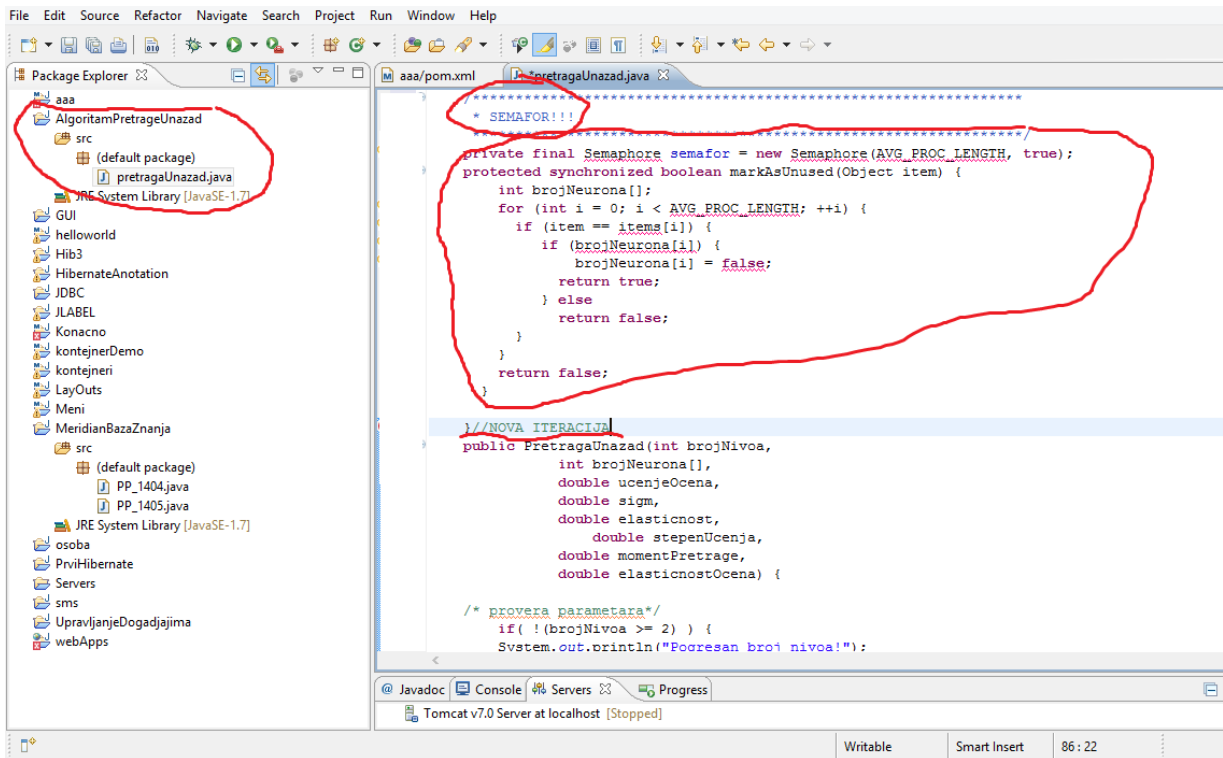 File Edit Source Refactor Navigate Search Project Run Window Help
Package Explorer
aaa
AlgoritamPretrageUnazad
src
(default package)
pretragaUnazad.java
JRE System Library [JavaSE-1.7]
GUI
helloworld
Hib3
HibernateAnotation
JDBC
JLABEL
Konacno
kontejnerDemo
kontejneri
LayOuts
Meni
MeridianBazaZnanja
src
(default package)
PP_1404.java
PP_1405.java
JRE System Library [JavaSE-1.7]
osoba
PrviHibernate
Servers
sms
UpravljanjeDogadjajima
webApps
aaa/pom.xml *pretragaUnazad.java
/****************************************************************
* SEMAFOR!!!
****************************************************************/
private final Semaphore semafor = new Semaphore(AVG_PROC_LENGTH, true);
protected synchronized boolean markAsUnused(Object item) {
int brojNeurona[];
for (int i = 0; i < AVG_PROC_LENGTH; ++i) {
if (item == items[i]) {
if (brojNeurona[i]) {
brojNeurona[i] = false;
return true;
} else
return false;
}
}
return false;
}
}//NOVA ITERACIJA
public PretragaUnazad(int brojNivoa,
int brojNeurona[],
double ucenjeOcena,
double sigm,
double elasticnost,
double stepenUcenja,
double momentPretrage,
double elasticnostOcena) {
/* provera parametara*/
if( !(brojNivoa >= 2) ) {
System.out.println("Pogresan broj nivoa!");
@ Javadoc Console Servers Progress
Tomcat v7.0 Server at localhost [Stopped]
Writable Smart Insert 86 : 22